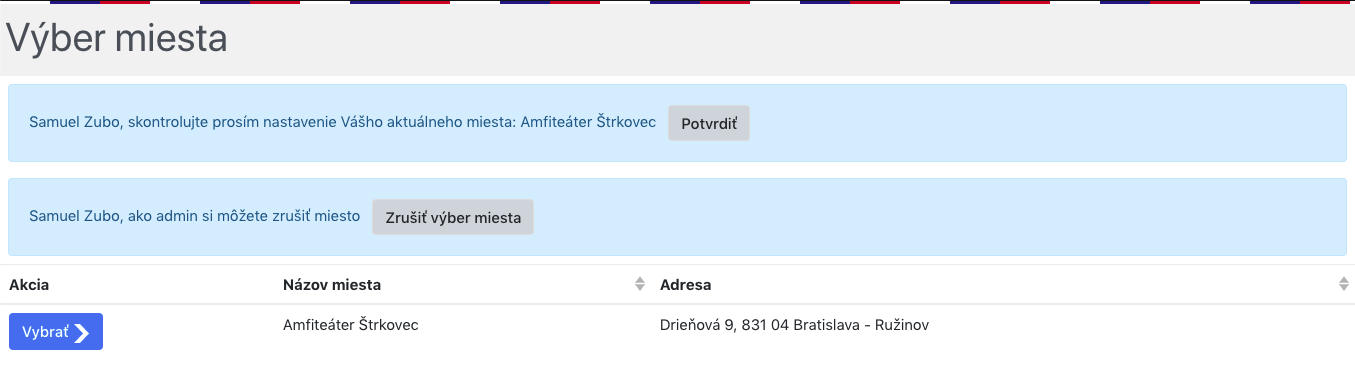 Výber miesta
Samuel Zubo, skontrolujte prosím nastavenie Vášho aktuálneho miesta: Amfiteáter Štrkovec Potvrdiť
Samuel Zubo, ako admin si môžete zrušiť miesto Zrušiť výber miesta
Akcia Názov miesta Adresa
Vybrať Amfiteáter Štrkovec Drieňová 9, 831 04 Bratislava - Ružinov